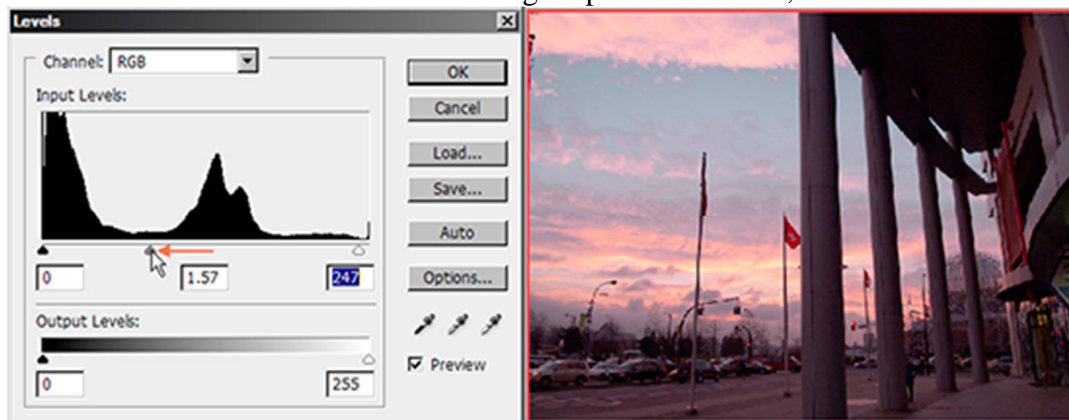 Levels
Channel: RGB
OK
Input Levels:
Cancel
Load...
Save...
Auto
0 1.57 247
Options...
Output Levels:
Preview
0 255